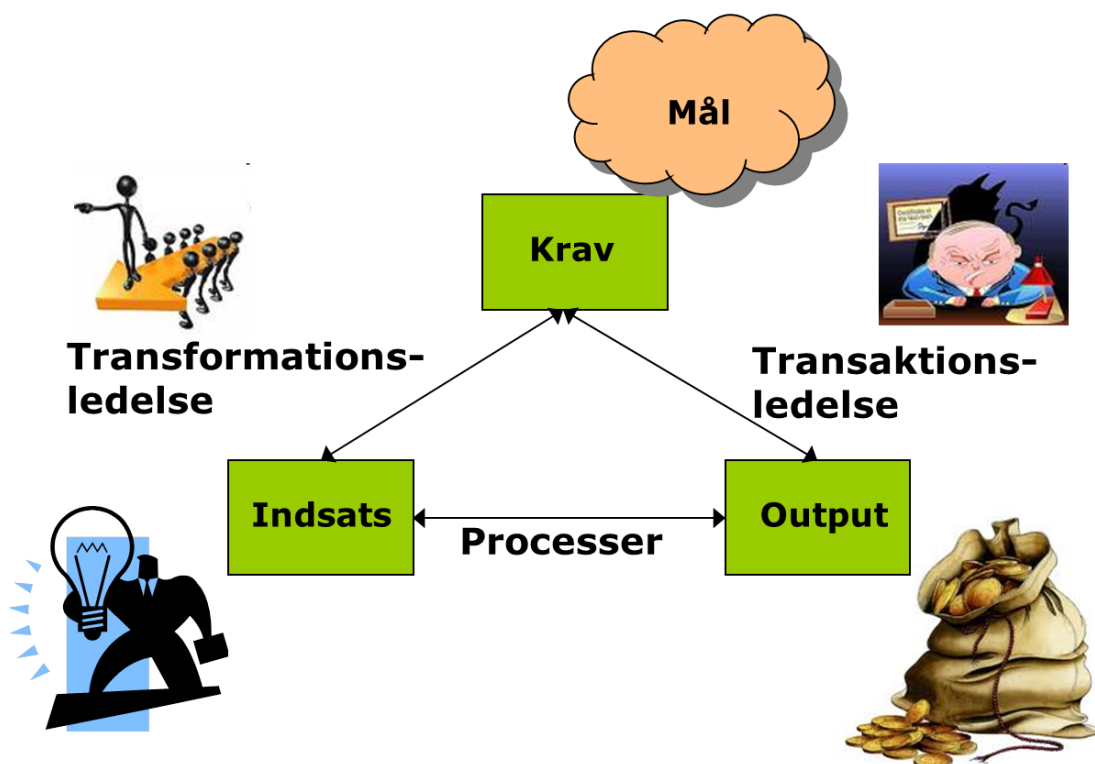 Mål
Krav
Transformations-
ledelse
Transaktions-
ledelse
Indsats
Output
Processer